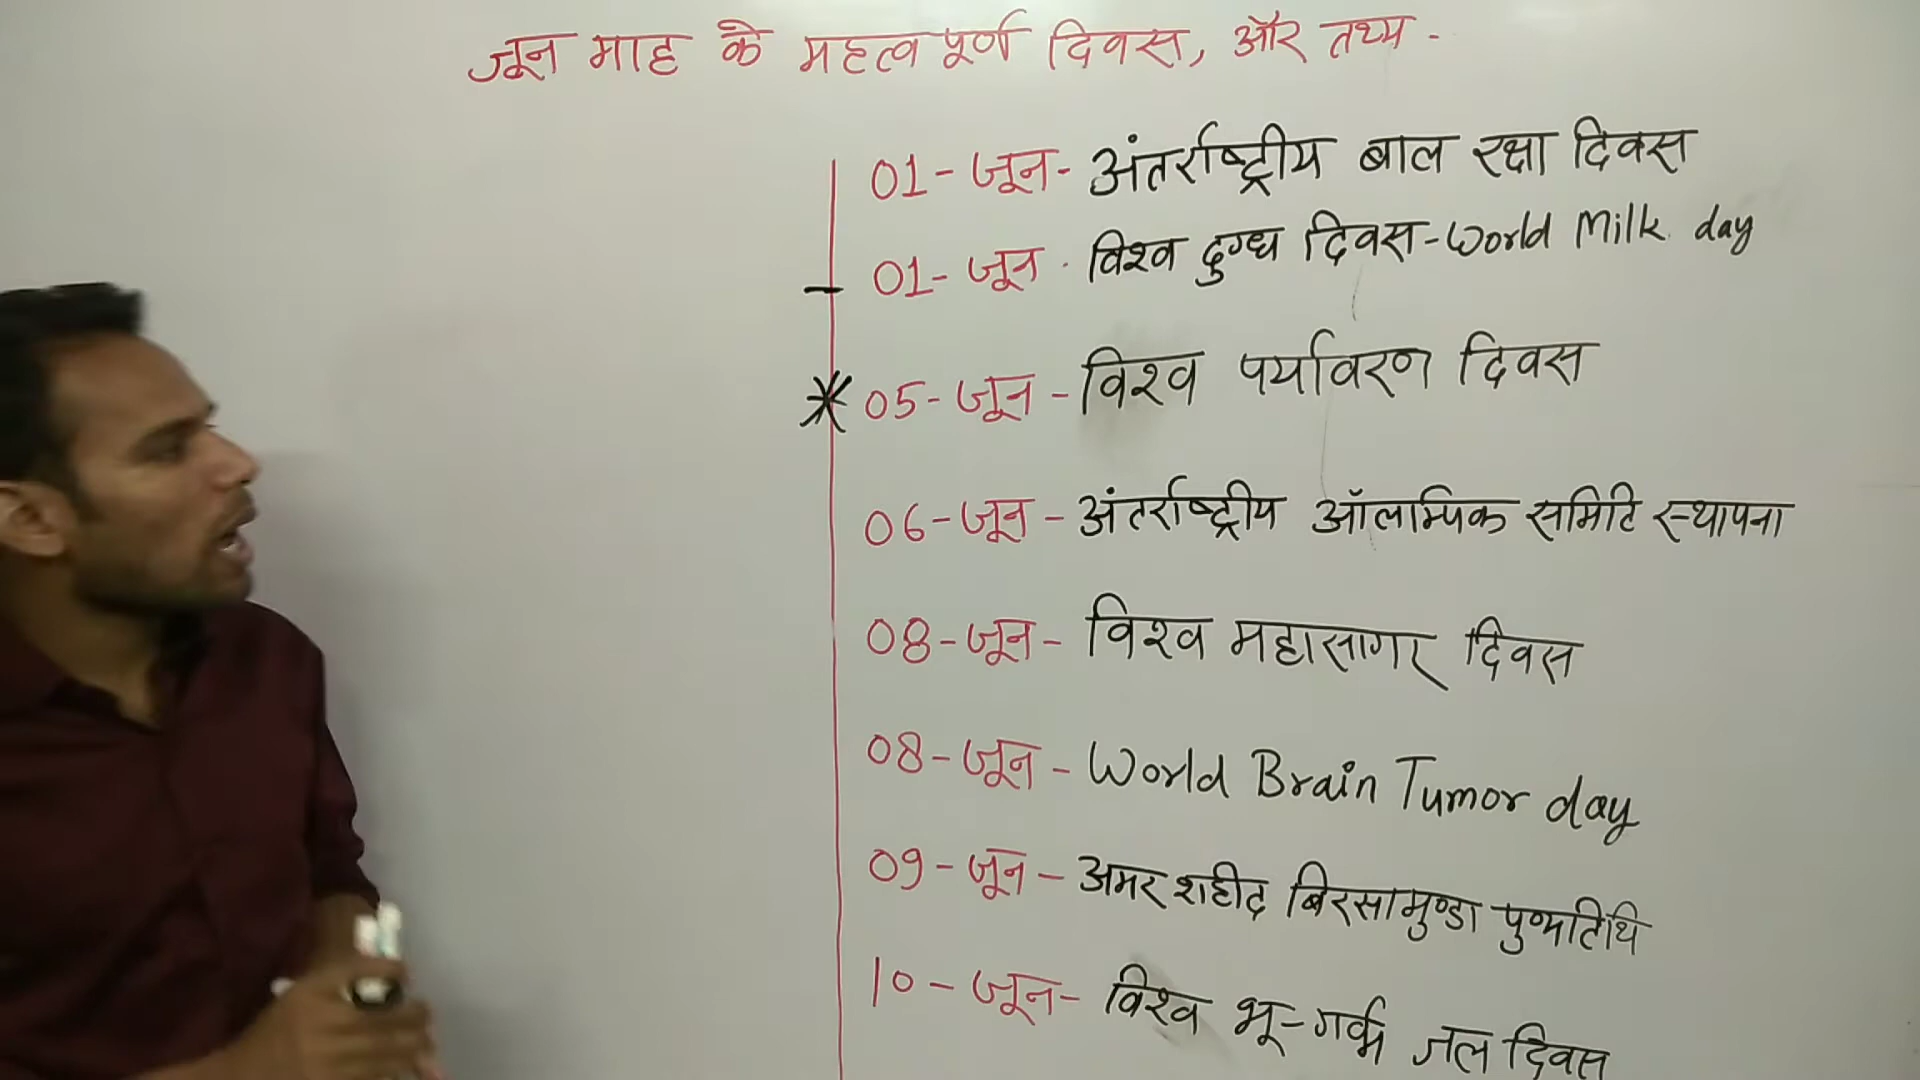 जून माह के महत्व पूर्ण दिवस, और तथ्य -
01- जून- अंतर्राष्ट्रीय बाल रक्षा दिवस
01- जून - विश्व दुग्ध दिवस-World Milk day
05- जून - विश्व पर्यावरण दिवस
06-जून - अंतर्राष्ट्रीय ऑलम्पिक समिति स्थापना
08-जून- विश्व महासागर दिवस
08-जून - World Brain Tumor day
09-जून - अमर शहीद बिरसामुण्डा पुण्यतिथि
10 - जून- विश्व भू-गर्भ जल दिवस